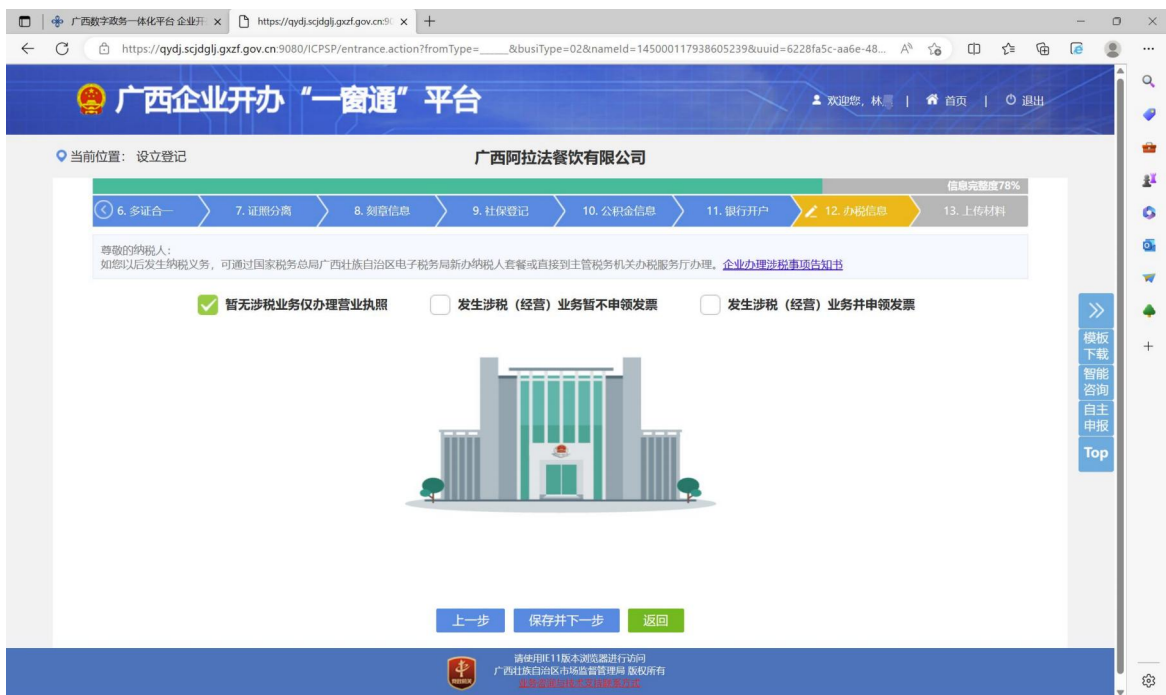 广西数字政务一体化平台 企业开
https://qydj.scjdglj.gxzf.gov.cn:90
https://qydj.scjdglj.gxzf.gov.cn:9080/ICPSP/entrance.action?fromType=_____&busiType=02&nameId=145000117938605239&uuid=6228fa5c-aa6e-48...
广西企业开办“一窗通”平台
欢迎您，林 | 首页 | 退出
当前位置： 设立登记
广西阿拉法餐饮有限公司
信息完整度78%
6. 多证合一
7. 证照分离
8. 刻章信息
9. 社保登记
10. 公积金信息
11. 银行开户
12. 办税信息
13. 上传材料
尊敬的纳税人：
如您以后发生纳税义务，可通过国家税务总局广西壮族自治区电子税务局新办纳税人套餐或直接到主管税务机关办税服务厅办理。企业办理涉税事项告知书
暂无涉税业务仅办理营业执照
发生涉税（经营）业务暂不申领发票
发生涉税（经营）业务并申领发票
模板
下载
智能
咨询
自主
申报
Top
上一步
保存并下一步
返回
请使用IE11版本浏览器进行访问
广西壮族自治区市场监督管理局 版权所有